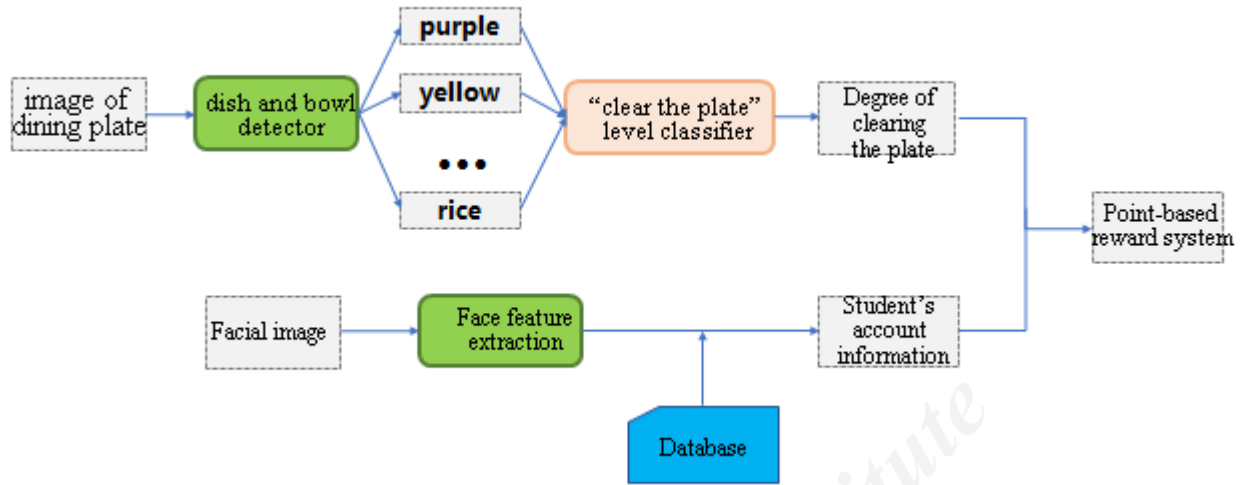 purple
image of
dining plate
dish and bowl
detector
yellow
“clear the plate”
level classifier
Degree of
clearing
the plate
•••
rice
Point-based
reward system
Facial image
Face feature
extraction
Student’s
account
information
Database